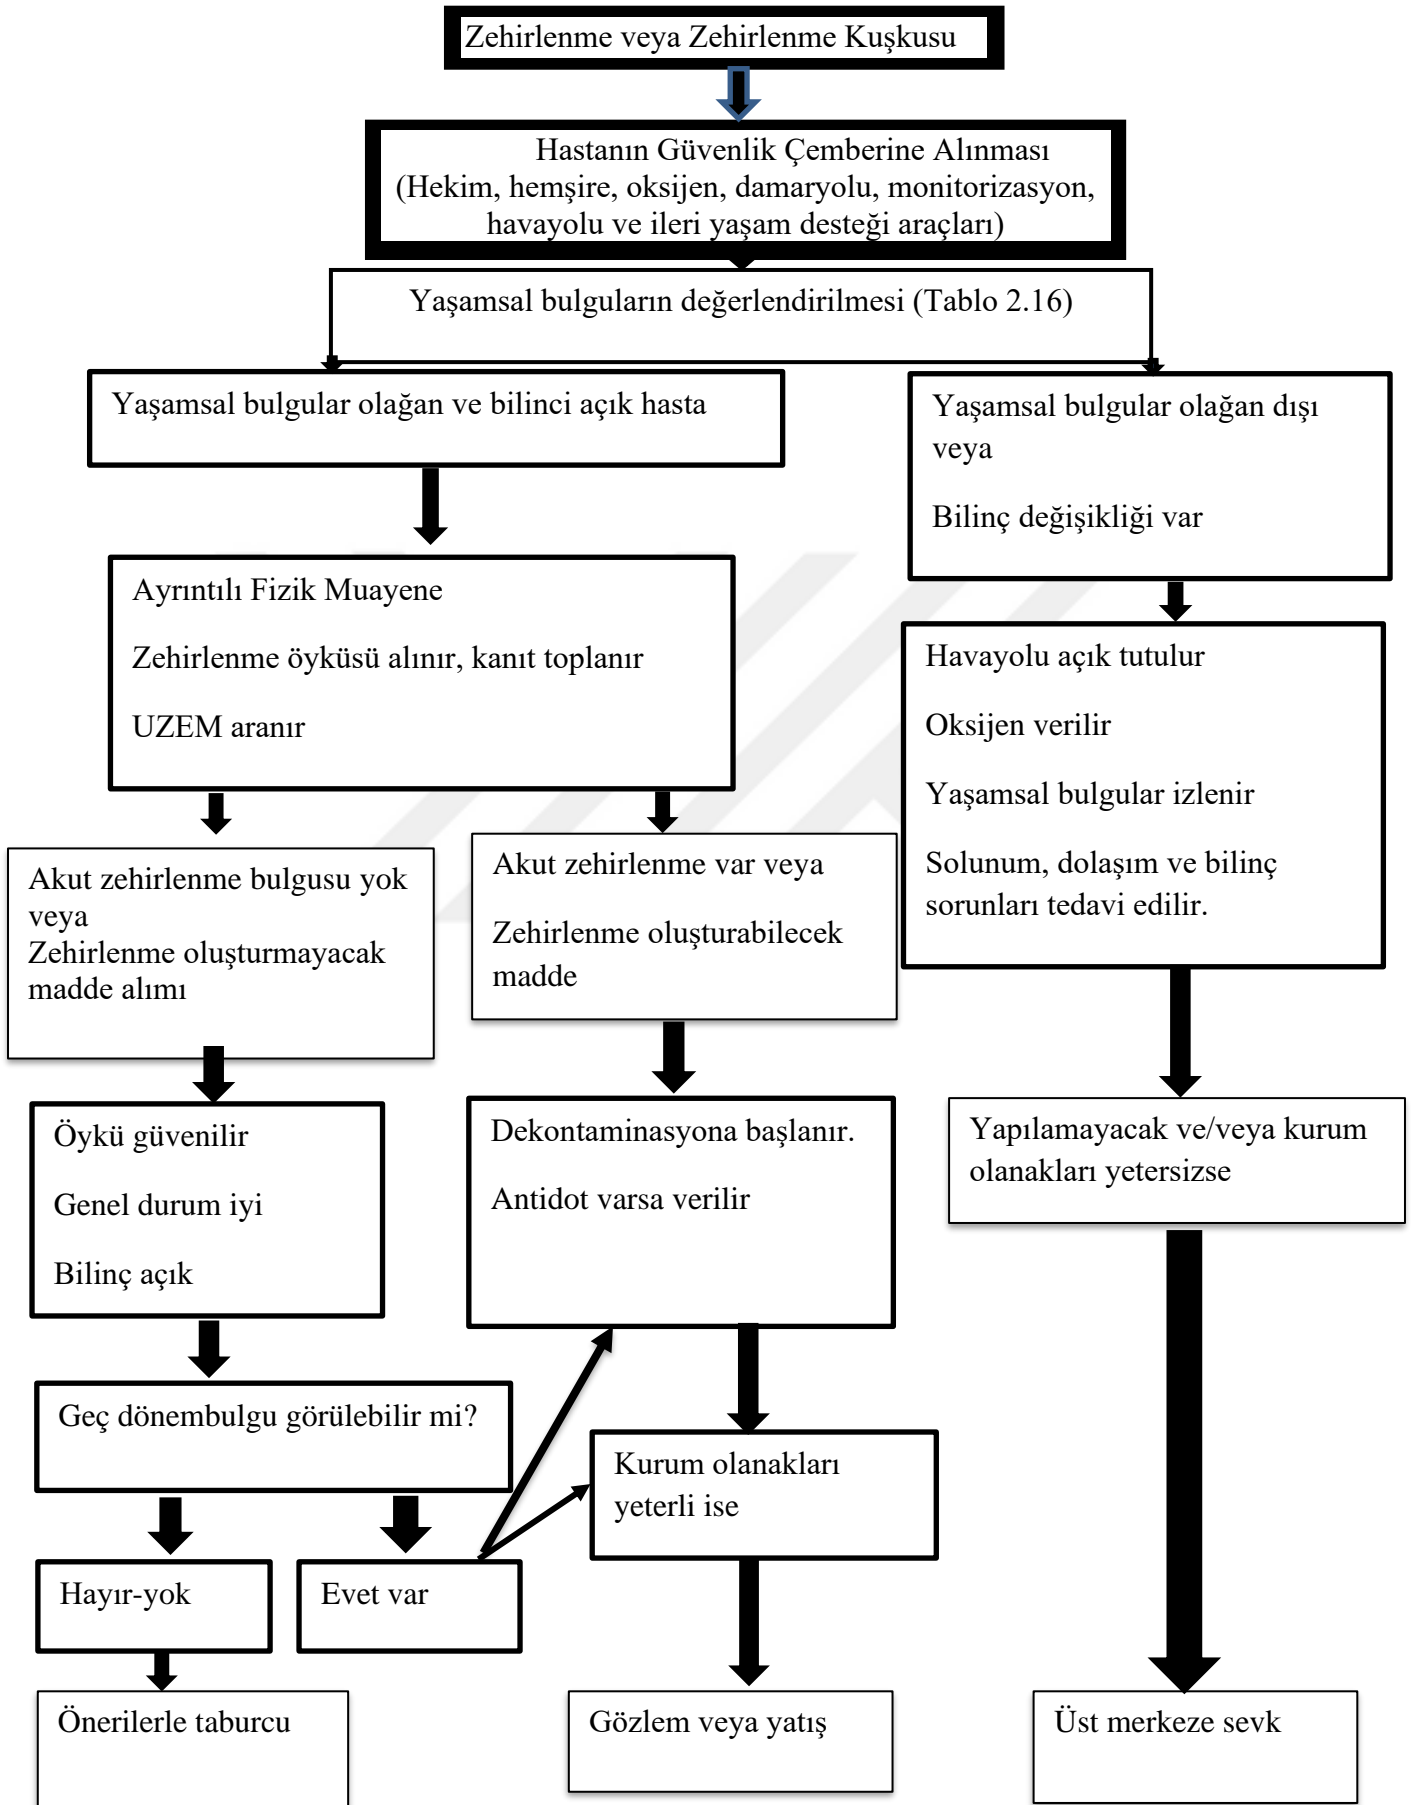 Zehirlenme veya Zehirlenme Kuşkusu
Hastanın Güvenlik Çemberine Alınması
(Hekim, hemşire, oksijen, damaryolu, monitorizasyon,
havayolu ve ileri yaşam desteği araçları)
Yaşamsal bulguların değerlendirilmesi (Tablo 2.16)
Yaşamsal bulgular olağan ve bilinci açık hasta
Yaşamsal bulgular olağan dışı
veya
Bilinç değişikliği var
Ayrıntılı Fizik Muayene
Zehirlenme öyküsü alınır, kanıt toplanır
UZEM aranır
Havayolu açık tutulur
Oksijen verilir
Yaşamsal bulgular izlenir
Solunum, dolaşım ve bilinç
sorunları tedavi edilir.
Akut zehirlenme bulgusu yok
veya
Zehirlenme oluşturmayacak
madde alımı
Akut zehirlenme var veya
Zehirlenme oluşturabilecek
madde
Öykü güvenilir
Genel durum iyi
Bilinç açık
Dekontaminasyona başlanır.
Antidot varsa verilir
Yapılamayacak ve/veya kurum
olanakları yetersizse
Geç dönembulgu görülebilir mi?
Kurum olanakları
yeterli ise
Hayır-yok
Evet var
Önerilerle taburcu
Gözlem veya yatış
Üst merkeze sevk